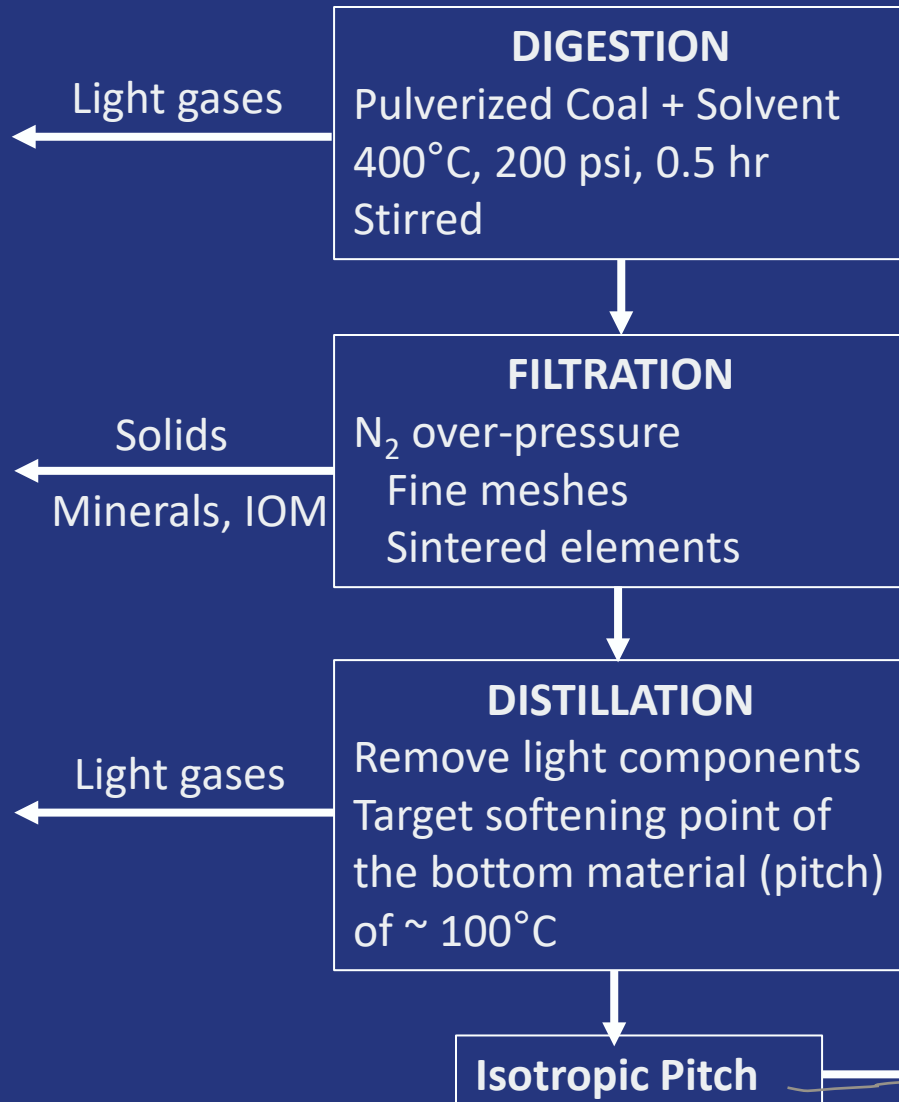 DIGESTION
Light gases
Pulverized Coal + Solvent
400°C, 200 psi, 0.5 hr
Stirred
FILTRATION
Solids
Minerals, IOM
N₂ over-pressure
Fine meshes
Sintered elements
DISTILLATION
Light gases
Remove light components
Target softening point of
the bottom material (pitch)
of ~ 100°C
Isotropic Pitch